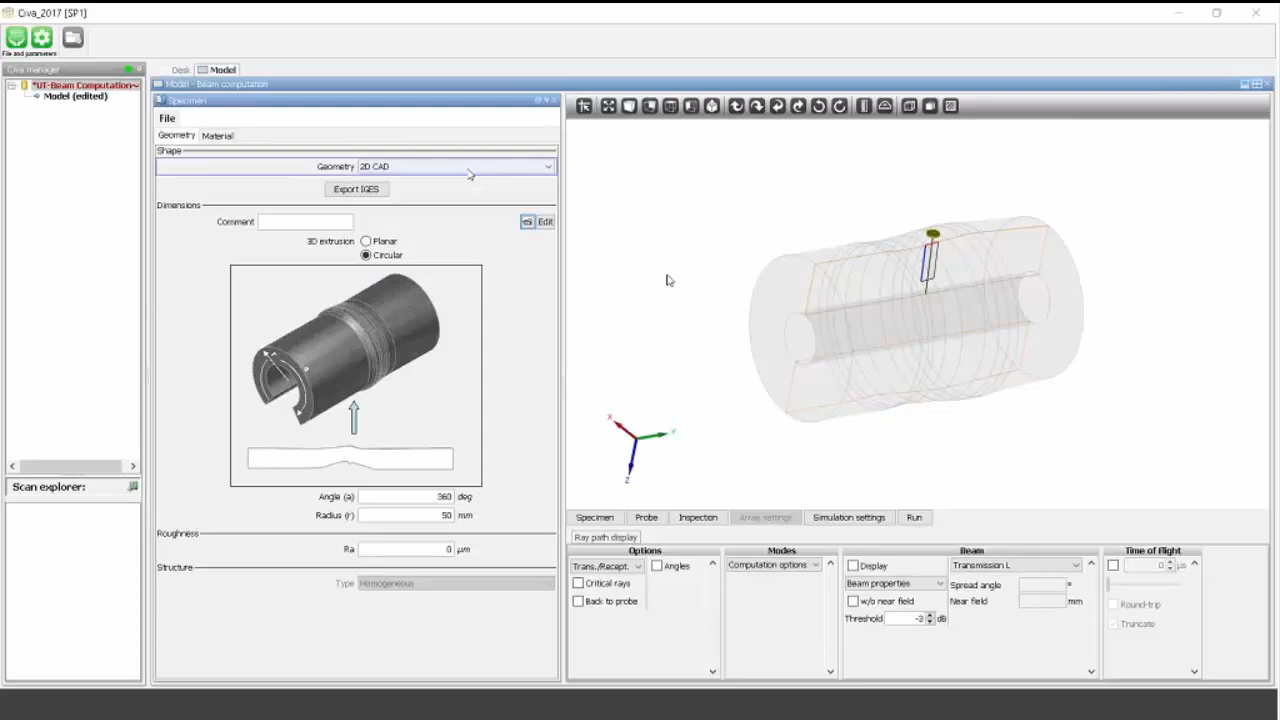 Civa_2017 [SP1]
File and parameters
Civa manager
Desk
Model
*UT-Beam Computation~
Model (edited)
Model - Beam computation
Specimen
File
Geometry
Material
Shape
Geometry
2D CAD
Export IGES
Dimensions
Comment
Edit
3D extrusion
Planar
Circular
Angle (a)
360
deg
Radius (r)
50
mm
Roughness
Ra
0
µm
Structure
Type
Homogeneous
Scan explorer:
X
Y
Z
Specimen
Probe
Inspection
Array settings
Simulation settings
Run
Ray path display
Options
Modes
Beam
Time of Flight
Trans./Recept.
Angles
Computation options
Display
Transmission L
0
µs
Critical rays
Beam properties
Spread angle
°
Back to probe
w/o near field
Near field
mm
Round-trip
Threshold
-3
dB
Truncate